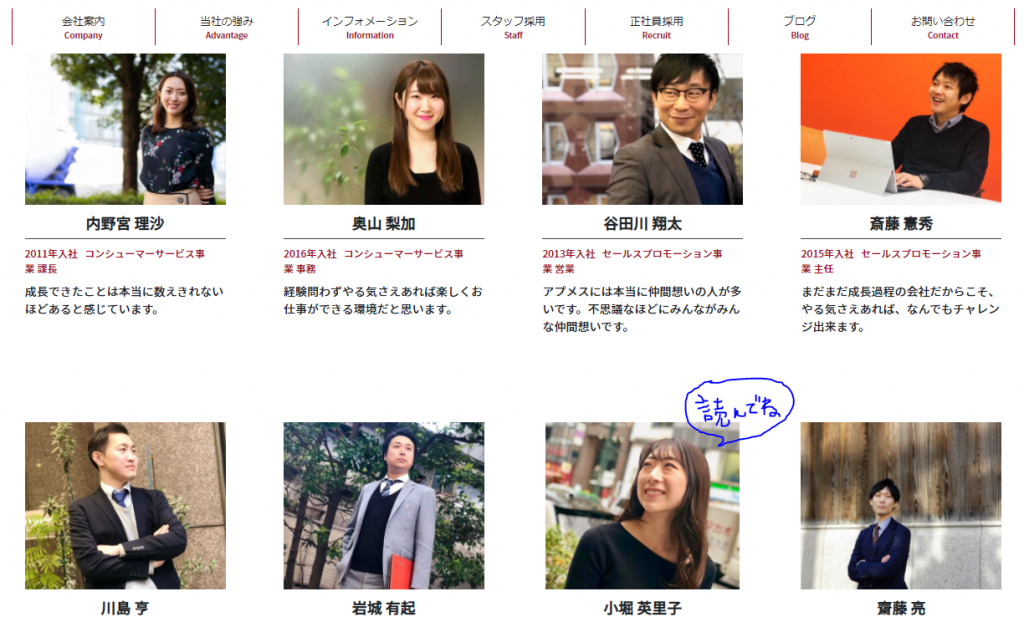 会社案内
Company
当社の強み
Advantage
インフォメーション
Information
スタッフ採用
Staff
正社員採用
Recruit
ブログ
Blog
お問い合わせ
Contact
内野宮 理沙
2011年入社 コンシューマーサービス事
業 課長
成長できたことは本当に数えきれない
ほどあると感じています。
奥山 梨加
2016年入社 コンシューマーサービス事
業 事務
経験問わずやる気さえあれば楽しくお
仕事ができる環境だと思います。
谷田川 翔太
2013年入社 セールスプロモーション事
業 営業
アプメスには本当に仲間想いの人が多
いです。不思議なほどにみんながみん
な仲間想いです。
斎藤 憲秀
2015年入社 セールスプロモーション事
業 主任
まだまだ成長過程の会社だからこそ、
やる気さえあれば、なんでもチャレン
ジ出来ます。
読んでね
川島 亨
岩城 有起
小堀 英里子
齋藤 亮